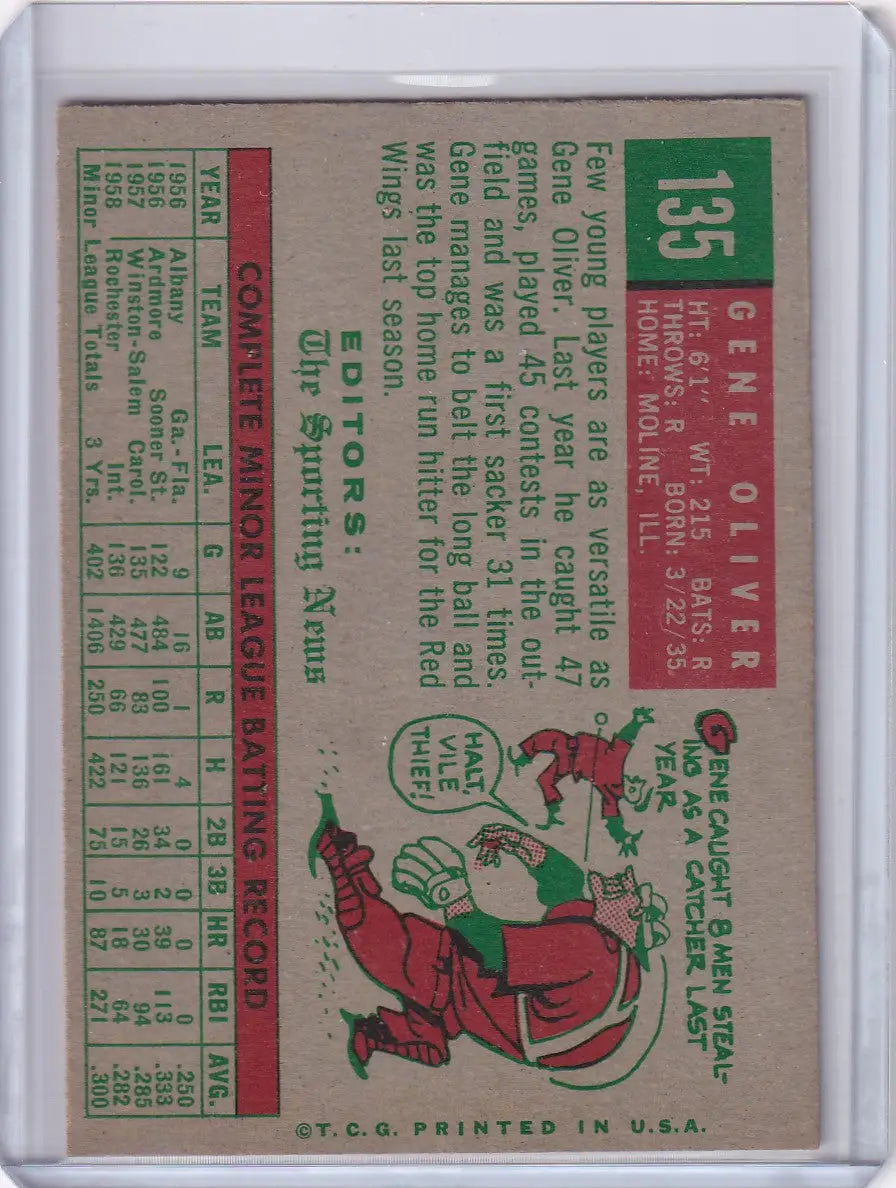 135
GENE OLIVER
HT: 6'1" WT: 215 BATS: R
THROWS: R BORN: 3/22/35
HOME: MOLINE, ILL.
Few young players are as versatile as
Gene Oliver. Last year he caught 47
games, played 45 contests in the out-
field and was a first sacker 31 times.
Gene manages to belt the long ball and
was the top home run hitter for the Red
Wings last season.
EDITORS:
The Sporting News
GENE CAUGHT 8 MEN STEAL-
ING AS A CATCHER LAST
YEAR
HALT,
VILE
THIEF!
COMPLETE MINOR LEAGUE BATTING RECORD
YEAR TEAM LEA. G AB R H 2B 3B HR RBI AVG.
1956 Albany Ga.-Fla. 9 16 1 4 0 0 0 0 .250
1956 Ardmore Sooner St. 122 484 100 161 34 2 39 113 .333
1957 Winston-Salem Carol. 135 477 83 136 26 3 30 94 .285
1958 Rochester Int. 136 429 66 121 15 5 18 64 .282
Minor League Totals 3 Yrs. 402 1406 250 422 75 10 87 271 .300
©T.C.G. PRINTED IN U.S.A.